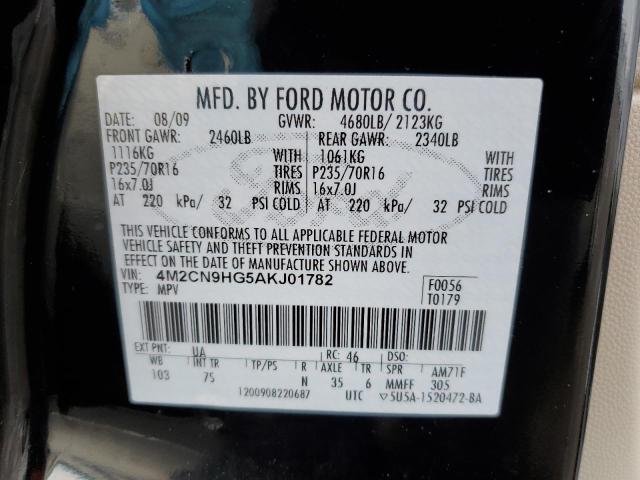 MFD. BY FORD MOTOR CO.
DATE: 08/09 GVWR: 4680LB/ 2123KG
FRONT GAWR: 2460LB REAR GAWR: 2340LB
1116KG WITH 1061KG WITH
P235/70R16 TIRES P235/70R16 TIRES
16x7.0J RIMS 16x7.0J RIMS
AT 220 kPa/ 32 PSI COLD AT 220 kPa/ 32 PSI COLD
Ford
THIS VEHICLE CONFORMS TO ALL APPLICABLE FEDERAL MOTOR
VEHICLE SAFETY AND THEFT PREVENTION STANDARDS IN EFFECT
ON THE DATE OF MANUFACTURE SHOWN ABOVE.
VIN: 4M2CN9HG5AKJ01782 F0056
TYPE: MPV T0179
EXT PNT: UA RC: 46 DSO:
WB INT TR TP/PS R AXLE TR SPR AM71F
103 75 N 35 6 MMFF 305
1200908220687 UTC ▽5U5A-1520472-BA